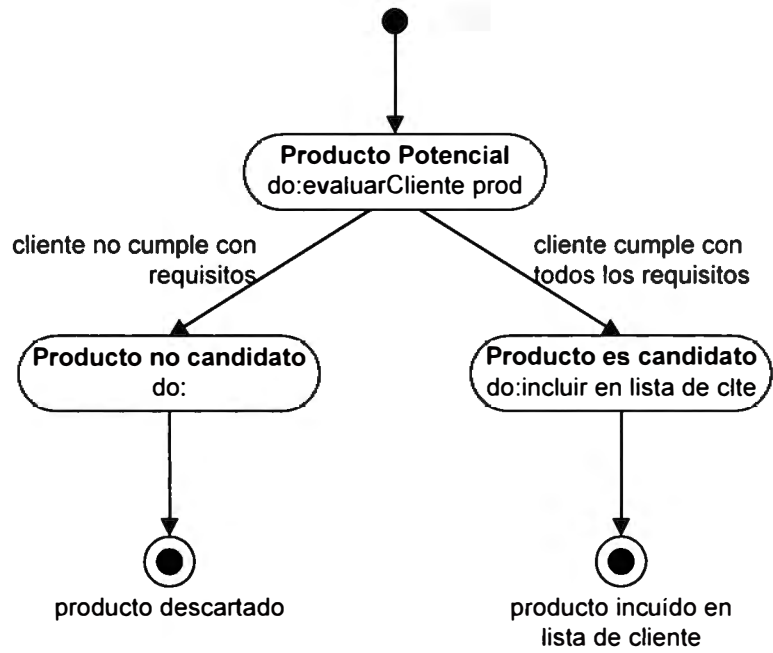 Producto Potencial
do:evaluarCliente prod
cliente no cumple con
requisitos
cliente cumple con
todos los requisitos
Producto no candidato
do:
Producto es candidato
do:incluir en lista de clte
producto descartado
producto incuído en
lista de cliente